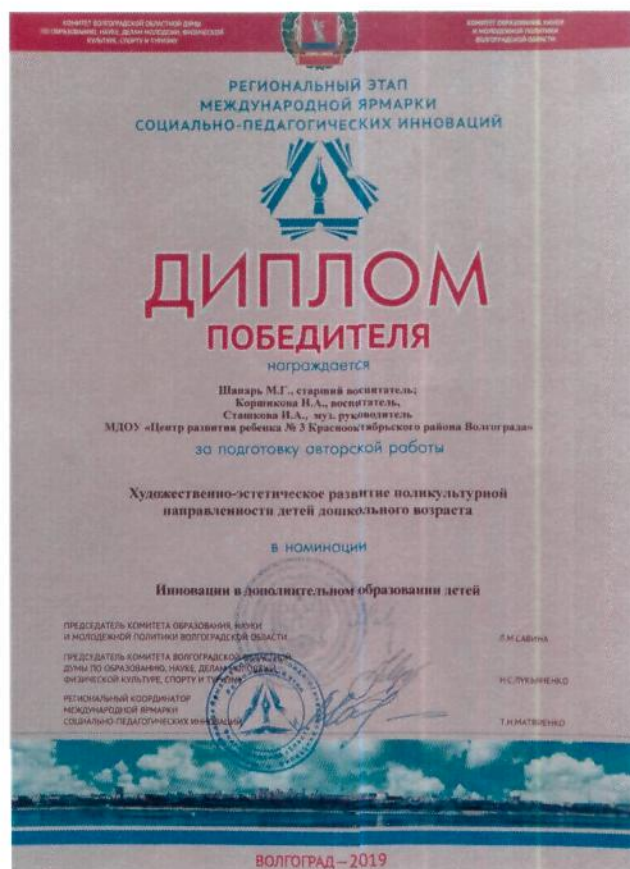 КОМИТЕТ ВОЛГОГРАДСКОЙ ОБЛАСТНОЙ ДУМЫ
ПО ОБРАЗОВАНИЮ, НАУКЕ, ДЕЛАМ МОЛОДЕЖИ, ФИЗИЧЕСКОЙ
КУЛЬТУРЕ, СПОРТУ И ТУРИЗМУ
КОМИТЕТ ОБРАЗОВАНИЯ, НАУКИ
И МОЛОДЕЖНОЙ ПОЛИТИКИ
ВОЛГОГРАДСКОЙ ОБЛАСТИ
РЕГИОНАЛЬНЫЙ ЭТАП
МЕЖДУНАРОДНОЙ ЯРМАРКИ
СОЦИАЛЬНО-ПЕДАГОГИЧЕСКИХ ИННОВАЦИЙ
ДИПЛОМ
ПОБЕДИТЕЛЯ
награждается
Шапарь М.Г., старший воспитатель;
Коршикова Н.А., воспитатель,
Сташкова И.А., муз. руководитель
МДОУ «Центр развития ребенка № 3 Краснооктябрьского района Волгограда»
за подготовку авторской работы
Художественно-эстетическое развитие поликультурной
направленности детей дошкольного возраста
в номинации
Инновации в дополнительном образовании детей
ПРЕДСЕДАТЕЛЬ КОМИТЕТА ОБРАЗОВАНИЯ, НАУКИ
И МОЛОДЕЖНОЙ ПОЛИТИКИ ВОЛГОГРАДСКОЙ ОБЛАСТИ
Л.М.САВИНА
ПРЕДСЕДАТЕЛЬ КОМИТЕТА ВОЛГОГРАДСКОЙ ОБЛАСТНОЙ
ДУМЫ ПО ОБРАЗОВАНИЮ, НАУКЕ, ДЕЛАМ МОЛОДЕЖИ,
ФИЗИЧЕСКОЙ КУЛЬТУРЕ, СПОРТУ И ТУРИЗМУ
Н.С.ЛУКЬЯНЕНКО
РЕГИОНАЛЬНЫЙ КООРДИНАТОР
МЕЖДУНАРОДНОЙ ЯРМАРКИ
СОЦИАЛЬНО-ПЕДАГОГИЧЕСКИХ ИННОВАЦИЙ
Т.Н.МАТВИЕНКО
ВОЛГОГРАД—2019